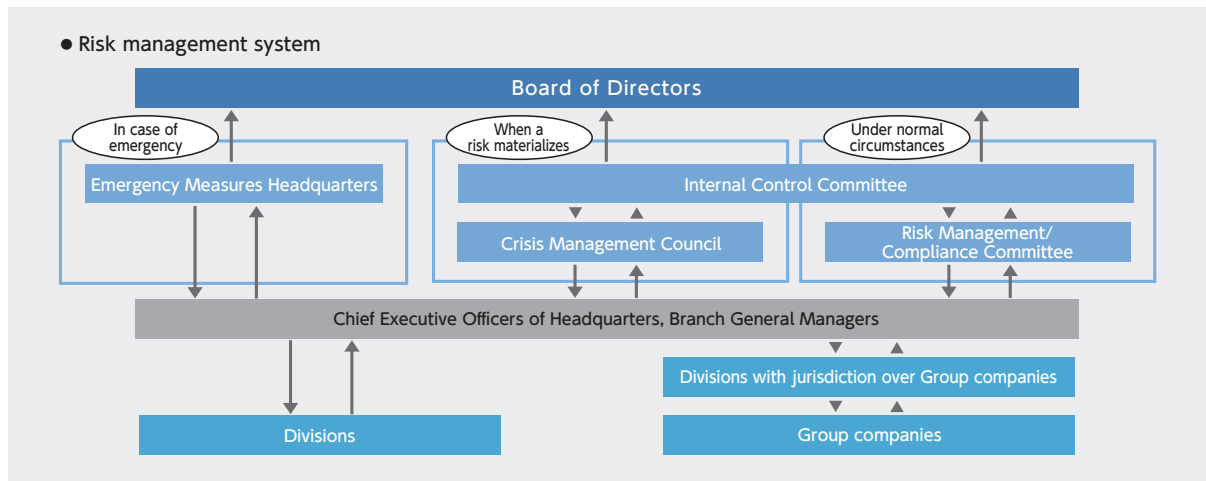 ● Risk management system
Board of Directors
In case of
emergency
When a
risk materializes
Under normal
circumstances
Emergency Measures Headquarters
Internal Control Committee
Crisis Management Council
Risk Management/
Compliance Committee
Chief Executive Officers of Headquarters, Branch General Managers
Divisions with jurisdiction over Group companies
Divisions
Group companies